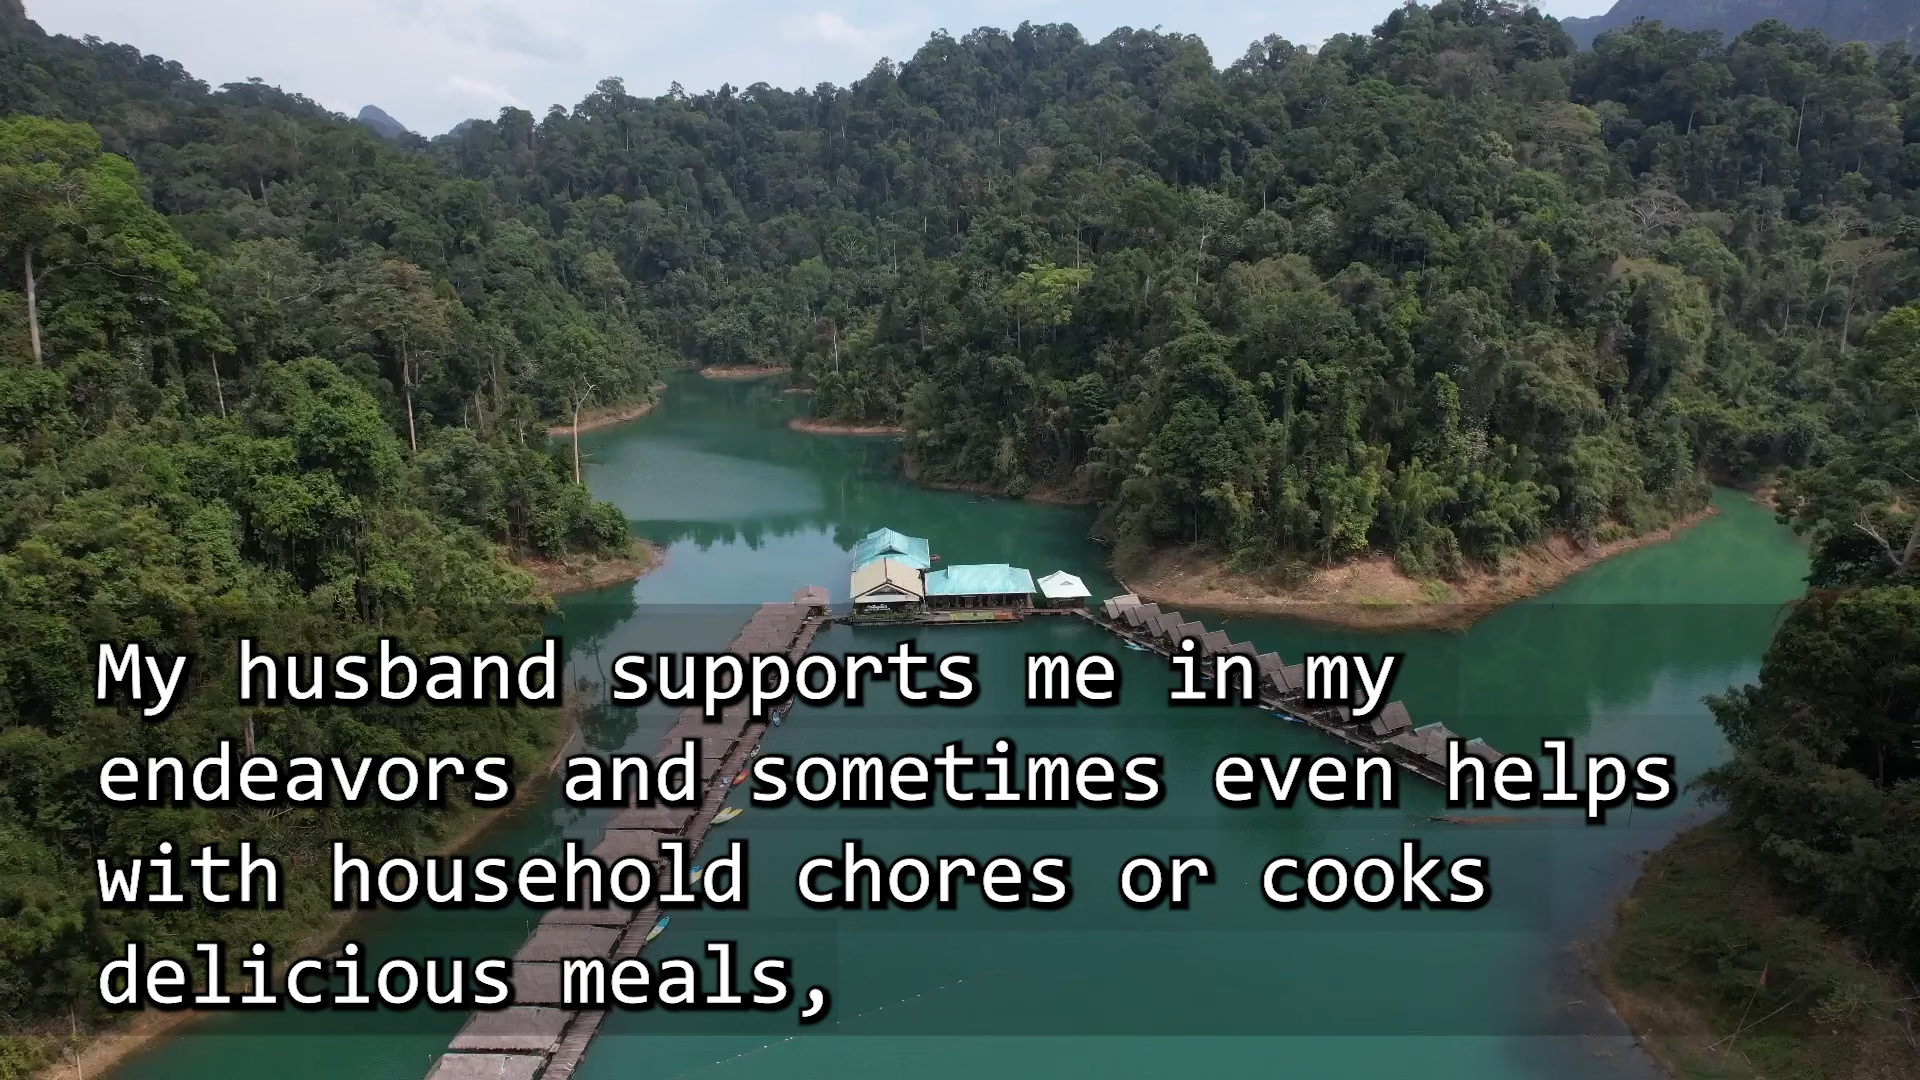 My husband supports me in my
endeavors and sometimes even helps
with household chores or cooks
delicious meals,